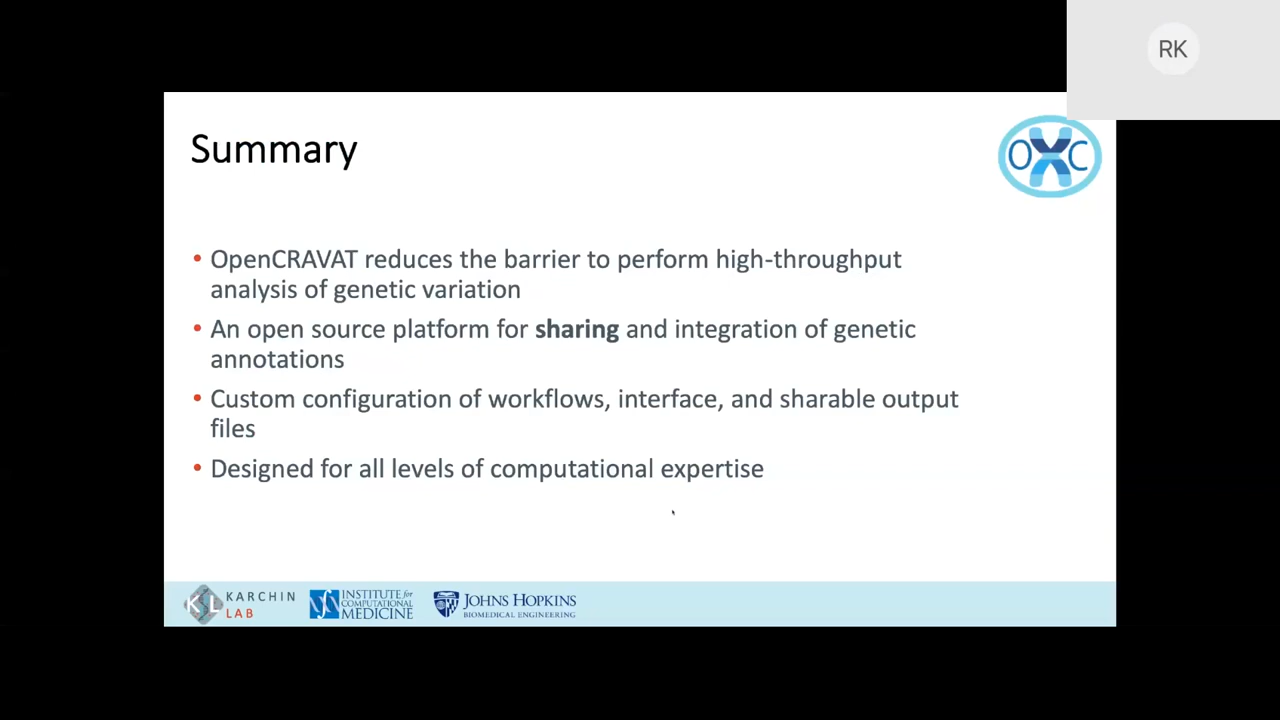 RK
Summary
OXC
• OpenCRAVAT reduces the barrier to perform high-throughput
analysis of genetic variation
• An open source platform for sharing and integration of genetic
annotations
• Custom configuration of workflows, interface, and sharable output
files
• Designed for all levels of computational expertise
KL
KARCHIN
LAB
INSTITUTE for
COMPUTATIONAL
MEDICINE
JOHNS HOPKINS
BIOMEDICAL ENGINEERING